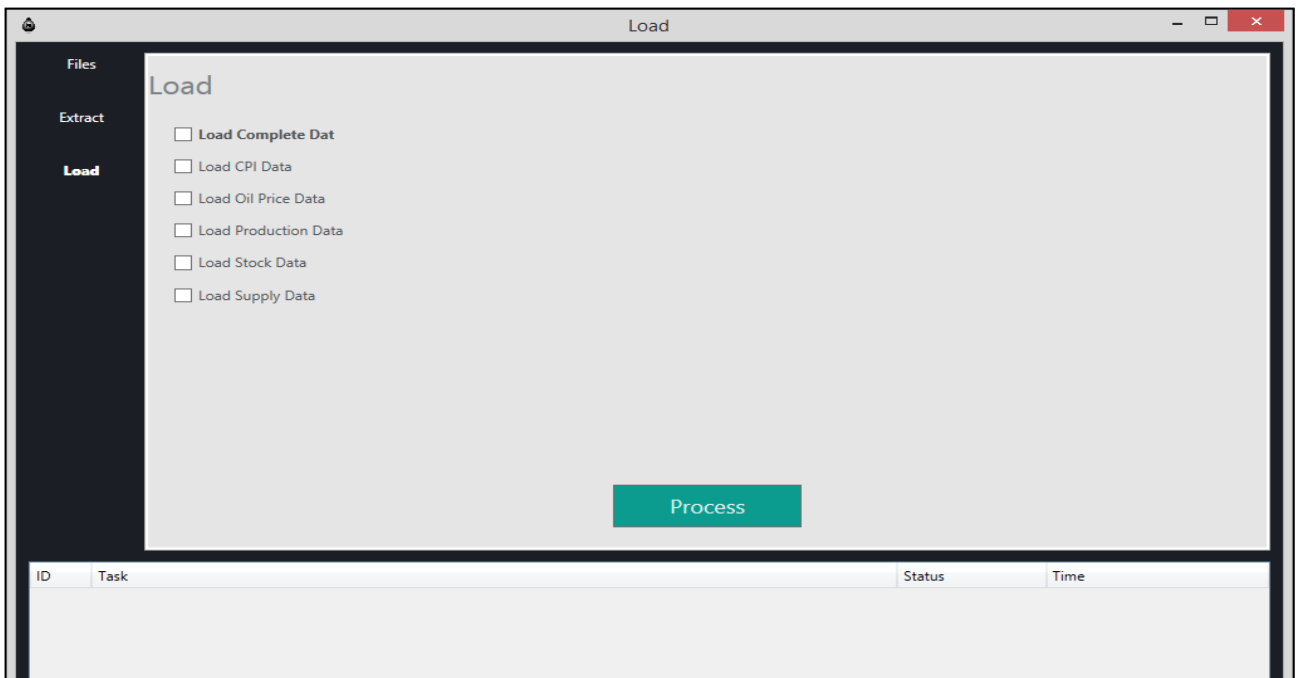 Load
Files
Extract
Load
Load
Load Complete Dat
Load CPI Data
Load Oil Price Data
Load Production Data
Load Stock Data
Load Supply Data
Process
ID Task Status Time